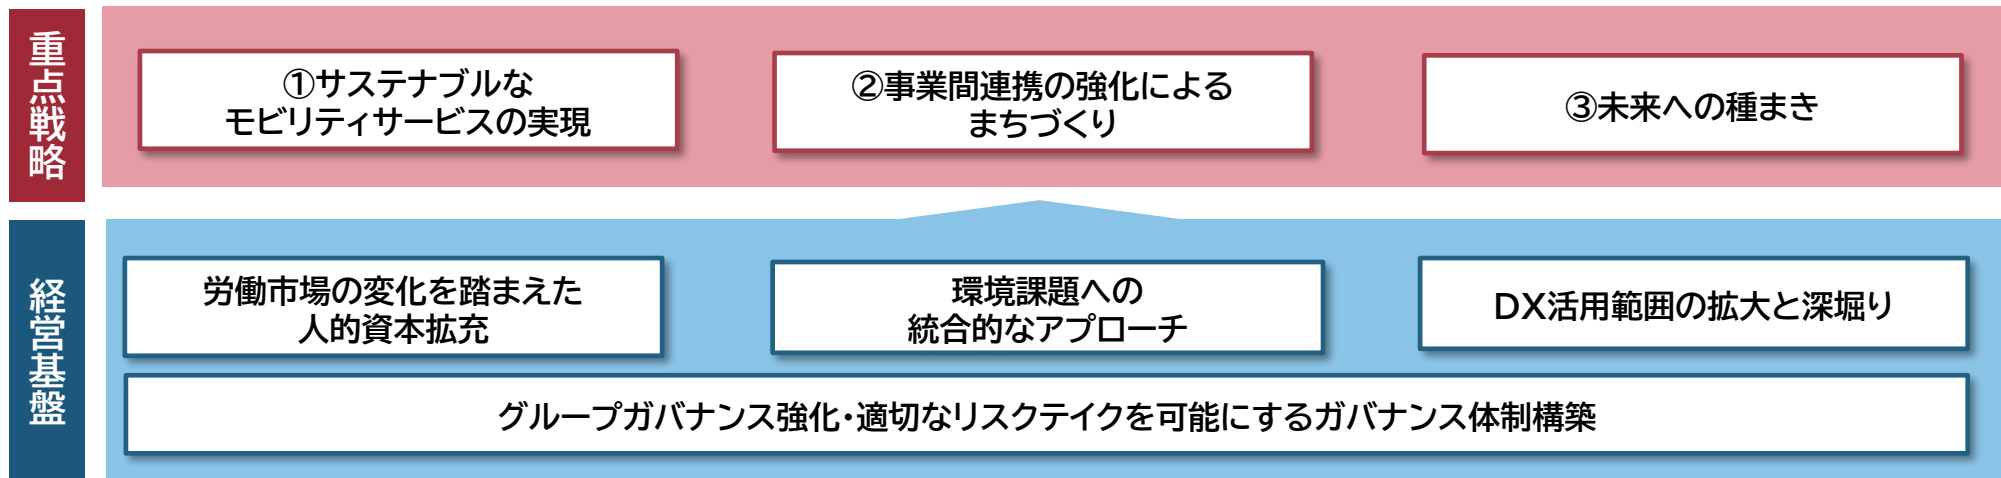 重点戦略
①サステナブルな
モビリティサービスの実現
②事業間連携の強化による
まちづくり
③未来への種まき
経営基盤
労働市場の変化を踏まえた
人的資本拡充
環境課題への
統合的なアプローチ
DX活用範囲の拡大と深堀り
グループガバナンス強化・適切なリスクテイクを可能にするガバナンス体制構築